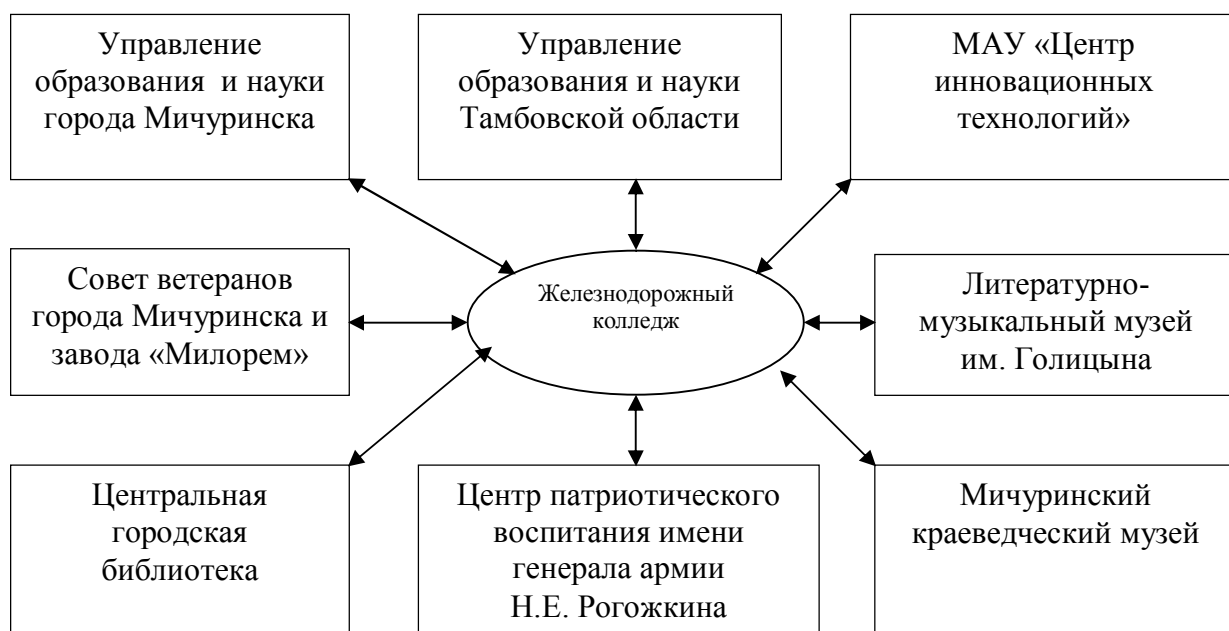 Управление
образования и науки
города Мичуринска
Управление
образования и науки
Тамбовской области
МАУ «Центр
инновационных
технологий»
Совет ветеранов
города Мичуринска и
завода «Милорем»
Железнодорожный
колледж
Литературно-
музыкальный музей
им. Голицына
Центральная
городская
библиотека
Центр патриотического
воспитания имени
генерала армии
Н.Е. Рогожкина
Мичуринский
краеведческий музей